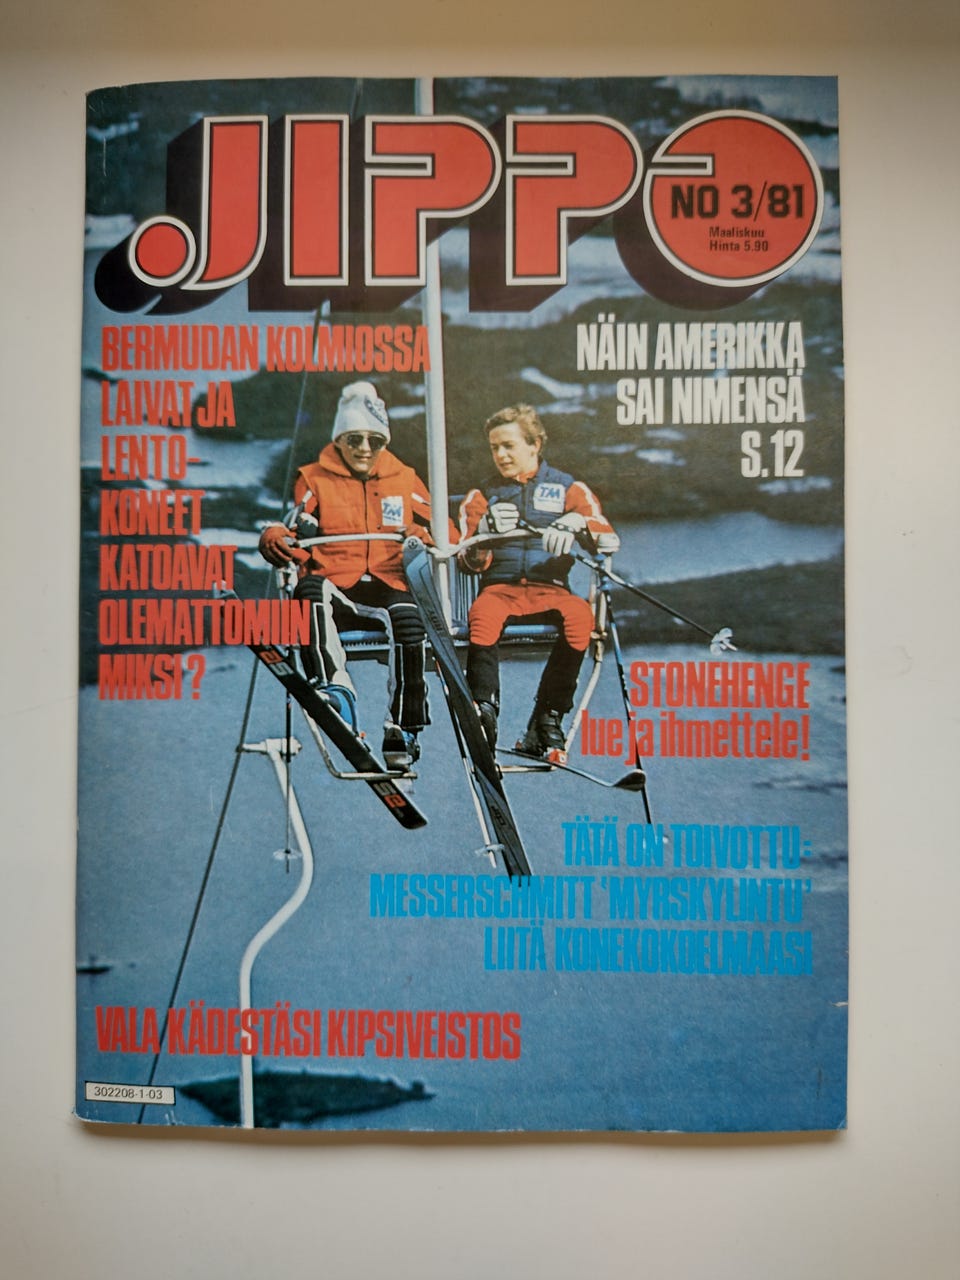 JIPPO
NO 3/81
Maaliskuu
Hinta 5.90
BERMUDAN KOLMIOSSA
LAIVAT JA
LENTO-
KONEET
KATOAVAT
OLEMATTOMIIN
MIKSI?
NÄIN AMERIKKA
SAI NIMENSÄ
S.12
TM
TM
STONEHENGE
lue ja ihmettele!
TÄTÄ ON TOIVOTTU:
MESSERSCHMITT 'MYRSKYLINTU'
LIITÄ KONEKOKOELMAASI
VALA KÄDESTÄSI KIPSIVEISTOS
302208-1-03